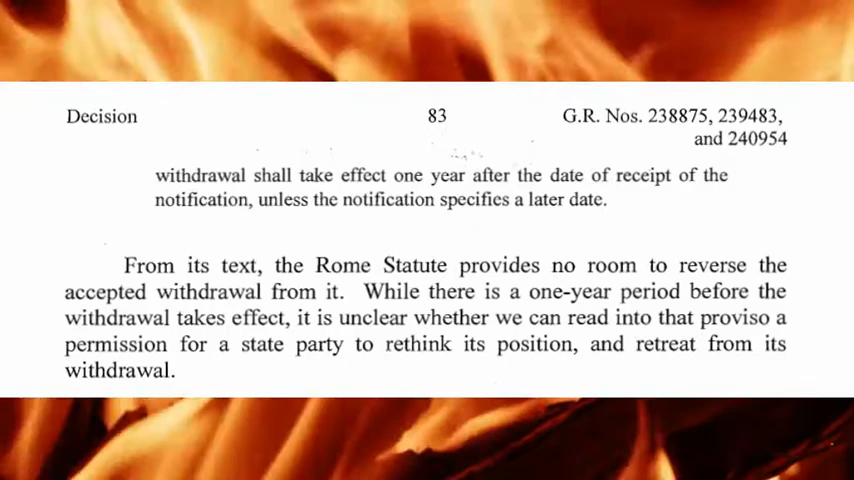 Decision 83 G.R. Nos. 238875, 239483,
and 240954
withdrawal shall take effect one year after the date of receipt of the
notification, unless the notification specifies a later date.
From its text, the Rome Statute provides no room to reverse the
accepted withdrawal from it. While there is a one-year period before the
withdrawal takes effect, it is unclear whether we can read into that proviso a
permission for a state party to rethink its position, and retreat from its
withdrawal.